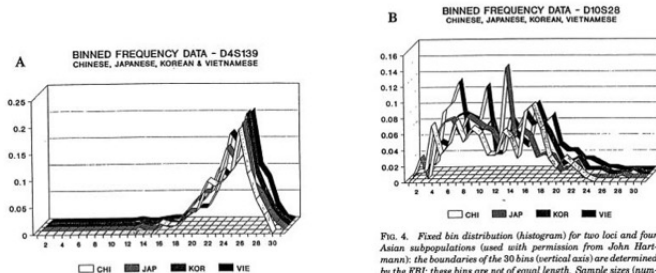 A
BINNED FREQUENCY DATA - D4S139
CHINESE, JAPANESE, KOREAN & VIETNAMESE
0.25
0.2
0.15
0.1
0.05
0
2 4 6 8 10 12 14 16 18 20 22 24 26 28 30
CHI JAP KOR VIE
B
BINNED FREQUENCY DATA - D10S28
CHINESE, JAPANESE, KOREAN, VIETNAMESE
0.16
0.14
0.12
0.10
0.08
0.06
0.04
0.02
0
2 4 6 8 10 12 14 16 18 20 22 24 26 28 30
CHI JAP KOR VIE
FIG. 4. Fixed bin distribution (histogram) for two loci and four
Asian subpopulations (used with permission from John Hart-
mann): the boundaries of the 30 bins (vertical axis) are determined
by the FBI; these bins are not of equal length. Sample sizes